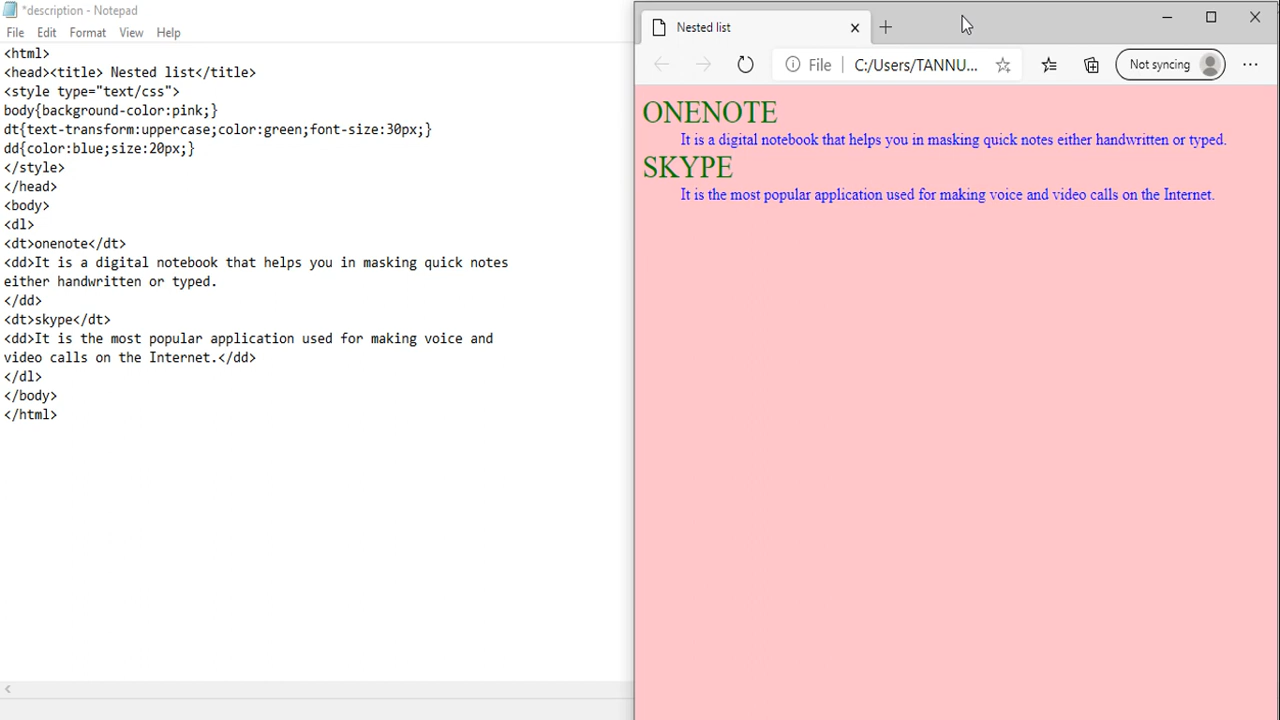 *description - Notepad
File Edit Format View Help
<html>
<head><title> Nested list</title>
<style type="text/css">
body{background-color:pink;}
dt{text-transform:uppercase;color:green;font-size:30px;}
dd{color:blue;size:20px;}
</style>
</head>
<body>
<dl>
<dt>onenote</dt>
<dd>It is a digital notebook that helps you in masking quick notes
either handwritten or typed.
</dd>
<dt>skype</dt>
<dd>It is the most popular application used for making voice and
video calls on the Internet.</dd>
</dl>
</body>
</html>
Nested list
File C:/Users/TANNU... Not syncing
ONENOTE
It is a digital notebook that helps you in masking quick notes either handwritten or typed.
SKYPE
It is the most popular application used for making voice and video calls on the Internet.